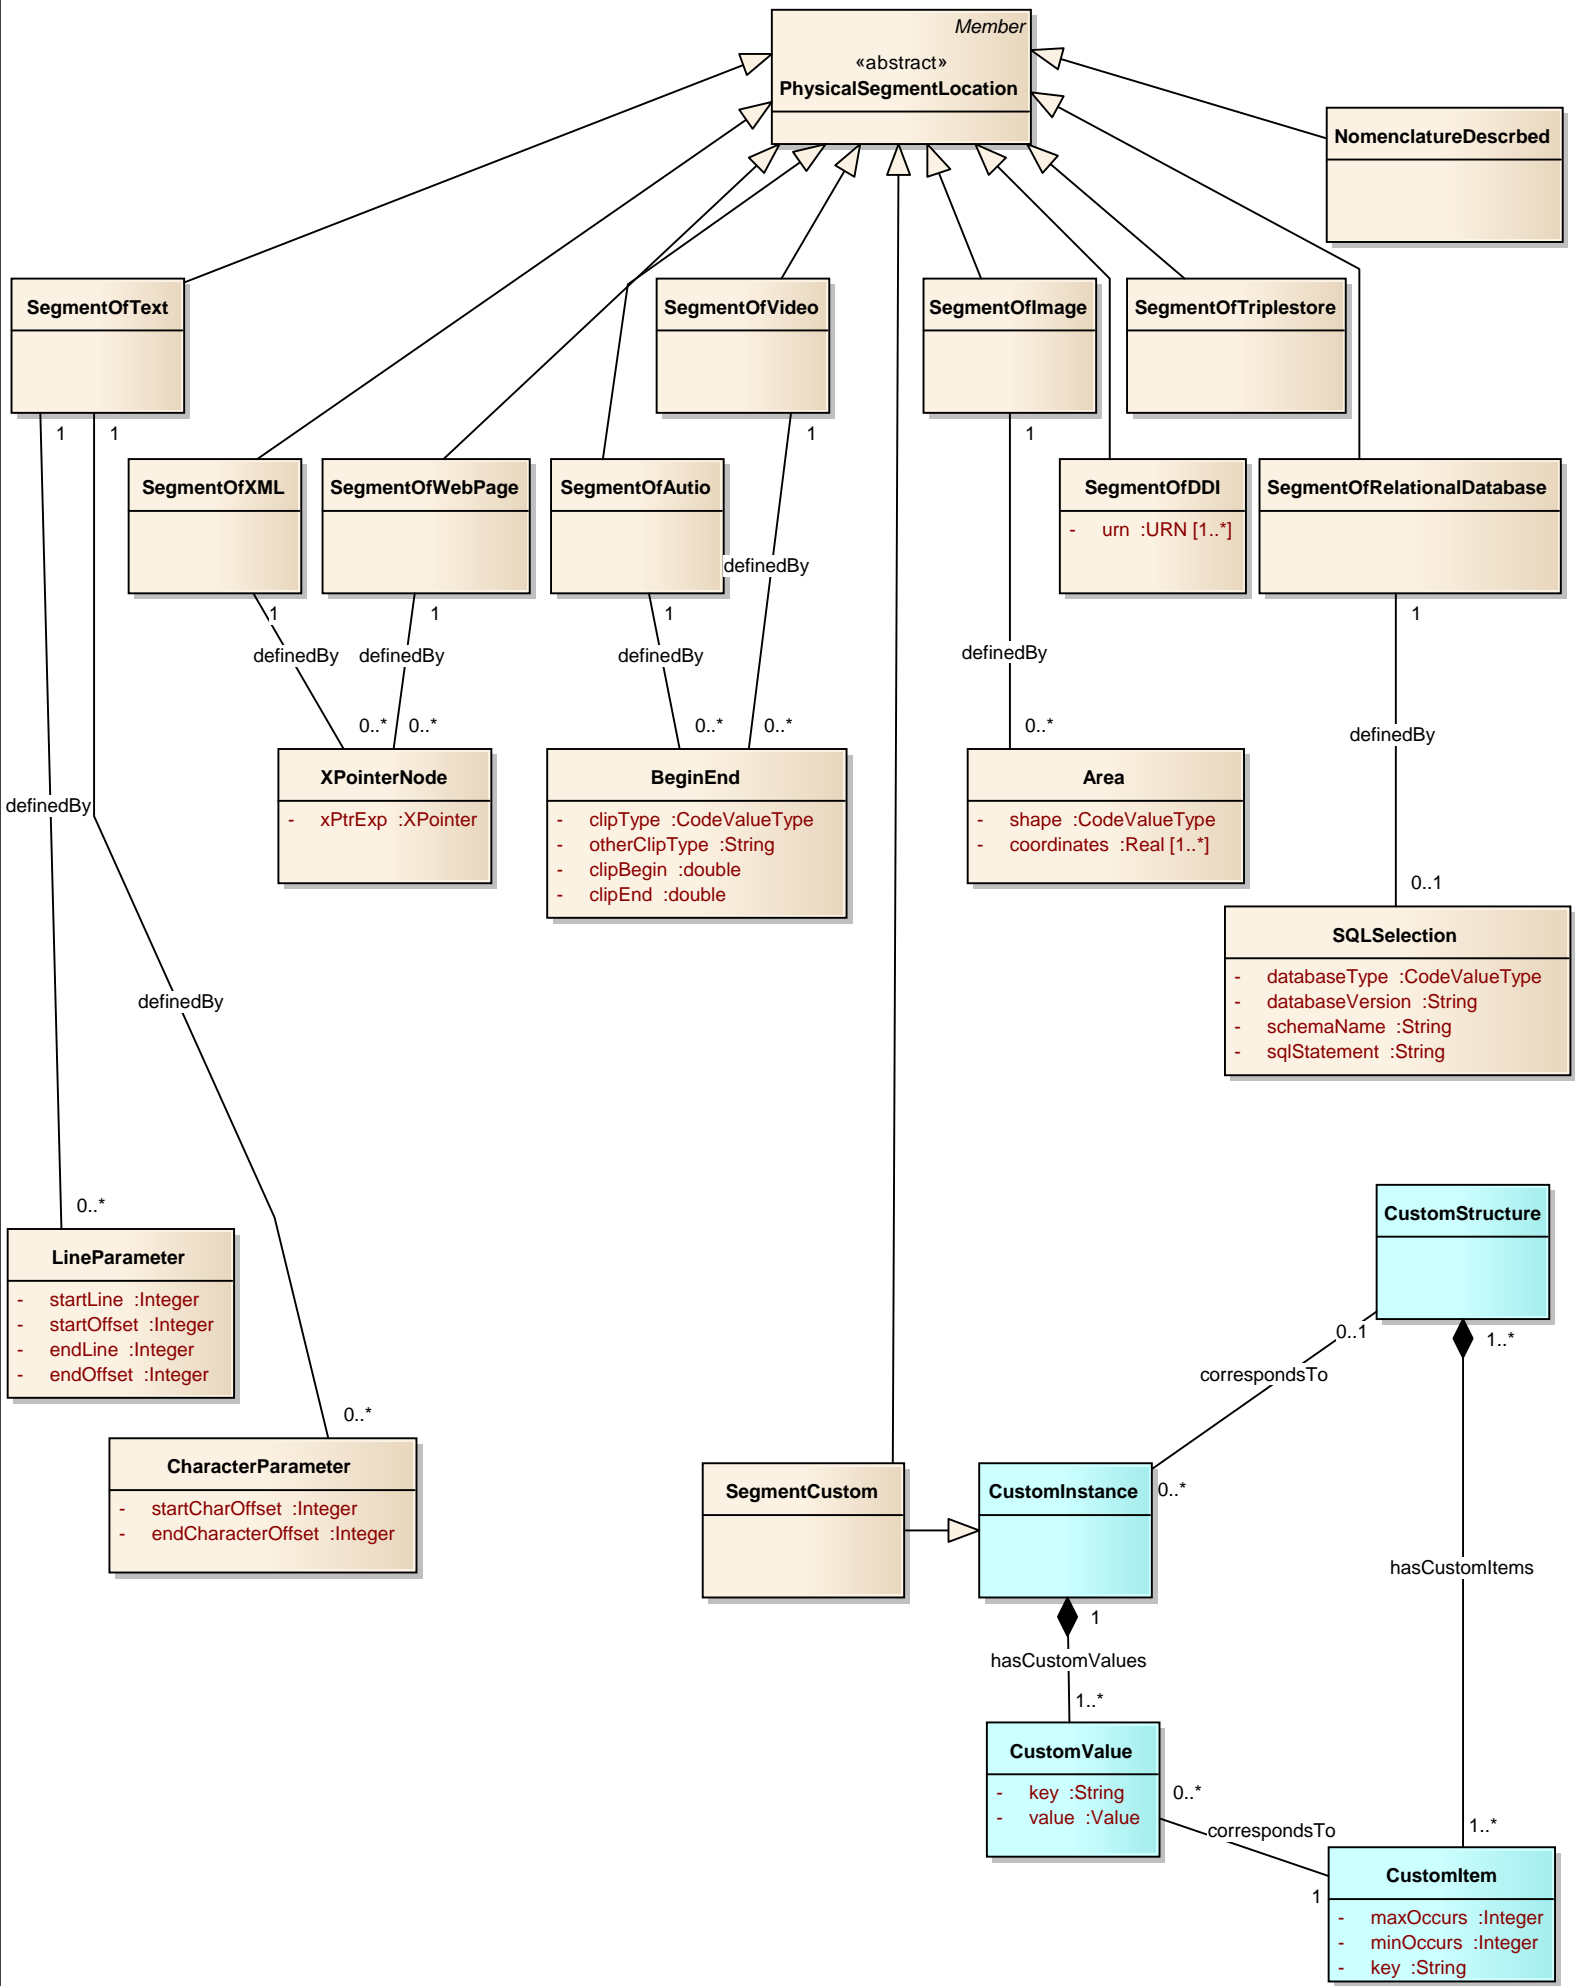 Member
«abstract»
PhysicalSegmentLocation
NomenclatureDescrbed
SegmentOfText
SegmentOfVideo
SegmentOfImage
SegmentOfTriplestore
1
1
1
1
SegmentOfXML
SegmentOfWebPage
SegmentOfAutio
SegmentOfDDI
- urn :URN [1..*]
SegmentOfRelationalDatabase
definedBy
1
1
1
1
definedBy
definedBy
definedBy
definedBy
definedBy
0..*
0..*
0..*
0..*
0..*
XPointerNode
- xPtrExp :XPointer
BeginEnd
- clipType :CodeValueType
- otherClipType :String
- clipBegin :double
- clipEnd :double
Area
- shape :CodeValueType
- coordinates :Real [1..*]
definedBy
0..1
SQLSelection
- databaseType :CodeValueType
- databaseVersion :String
- schemaName :String
- sqlStatement :String
definedBy
0..*
LineParameter
- startLine :Integer
- startOffset :Integer
- endLine :Integer
- endOffset :Integer
0..*
CharacterParameter
- startCharOffset :Integer
- endCharacterOffset :Integer
CustomStructure
0..1
1..*
correspondsTo
SegmentCustom
CustomInstance
0..*
hasCustomItems
1
hasCustomValues
1..*
CustomValue
- key :String
- value :Value
0..*
correspondsTo
1..*
1
CustomItem
- maxOccurs :Integer
- minOccurs :Integer
- key :String